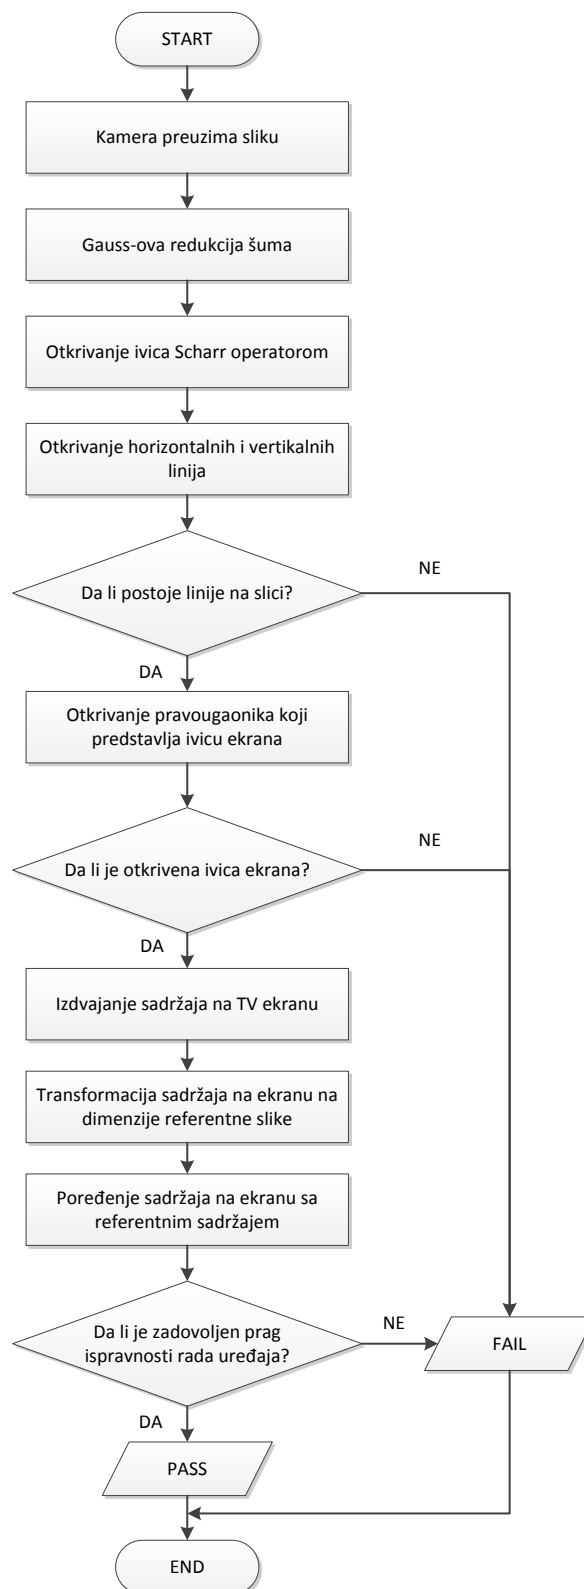 START
Kamera preuzima sliku
Gauss-ova redukcija šuma
Otkrivanje ivica Scharr operatorom
Otkrivanje horizontalnih i vertikalnih
linija
Da li postoje linije na slici?
NE
DA
Otkrivanje pravougaonika koji
predstavlja ivicu ekrana
Da li je otkrivena ivica ekrana?
NE
DA
Izdvajanje sadržaja na TV ekranu
Transformacija sadržaja na ekranu na
dimenzije referentne slike
Poređenje sadržaja na ekranu sa
referentnim sadržajem
Da li je zadovoljen prag
ispravnosti rada uređaja?
NE
FAIL
DA
PASS
END